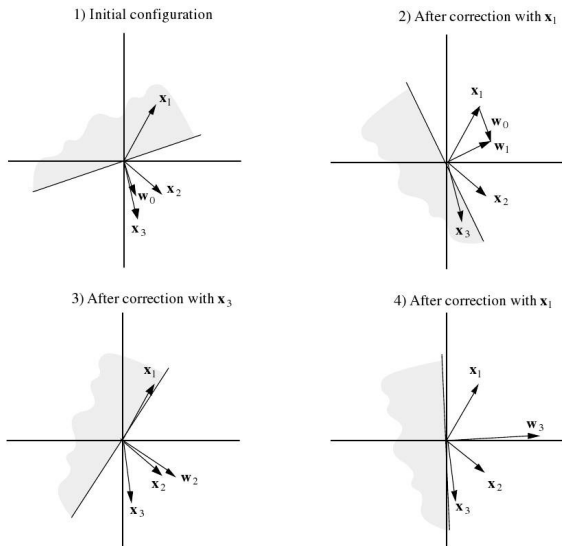 1) Initial configuration
x₁
x₂
w₀
x₃
2) After correction with x₁
x₁
w₀
w₁
x₂
x₃
3) After correction with x₃
x₁
x₂
w₂
x₃
4) After correction with x₁
x₁
w₃
x₂
x₃